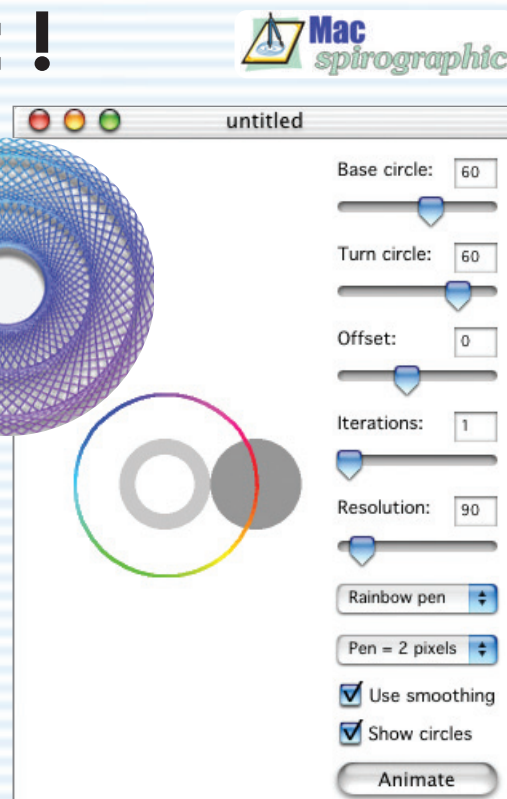 !
Mac
spirographic
untitled
Base circle: 60
Turn circle: 60
Offset: 0
Iterations: 1
Resolution: 90
Rainbow pen
Pen = 2 pixels
Use smoothing
Show circles
Animate